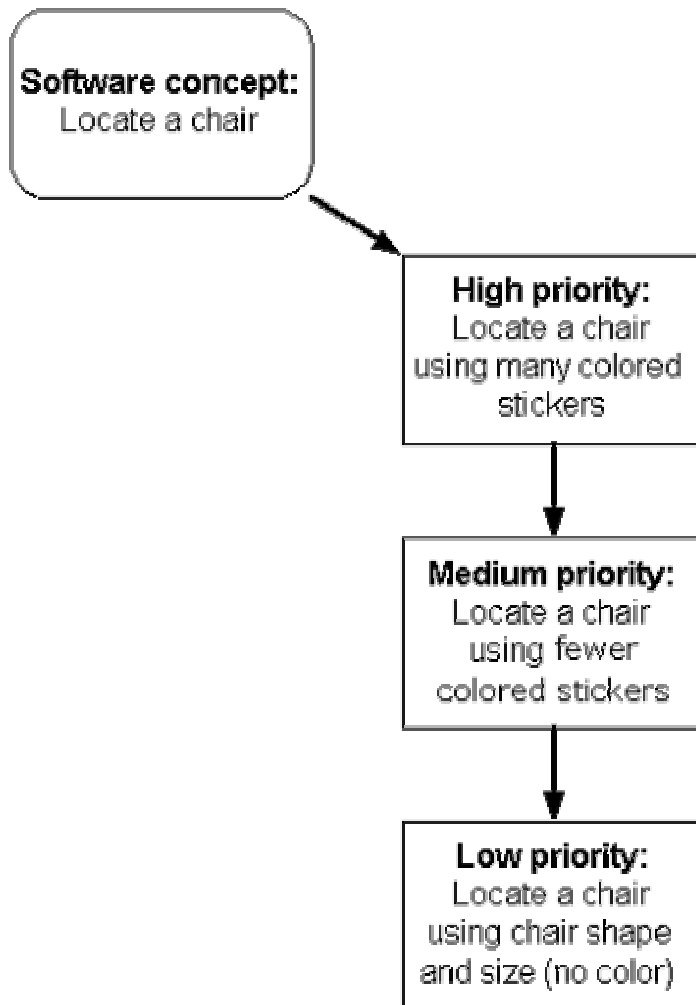 Software concept:
Locate a chair
High priority:
Locate a chair
using many colored
stickers
Medium priority:
Locate a chair
using fewer
colored stickers
Low priority:
Locate a chair
using chair shape
and size (no color)